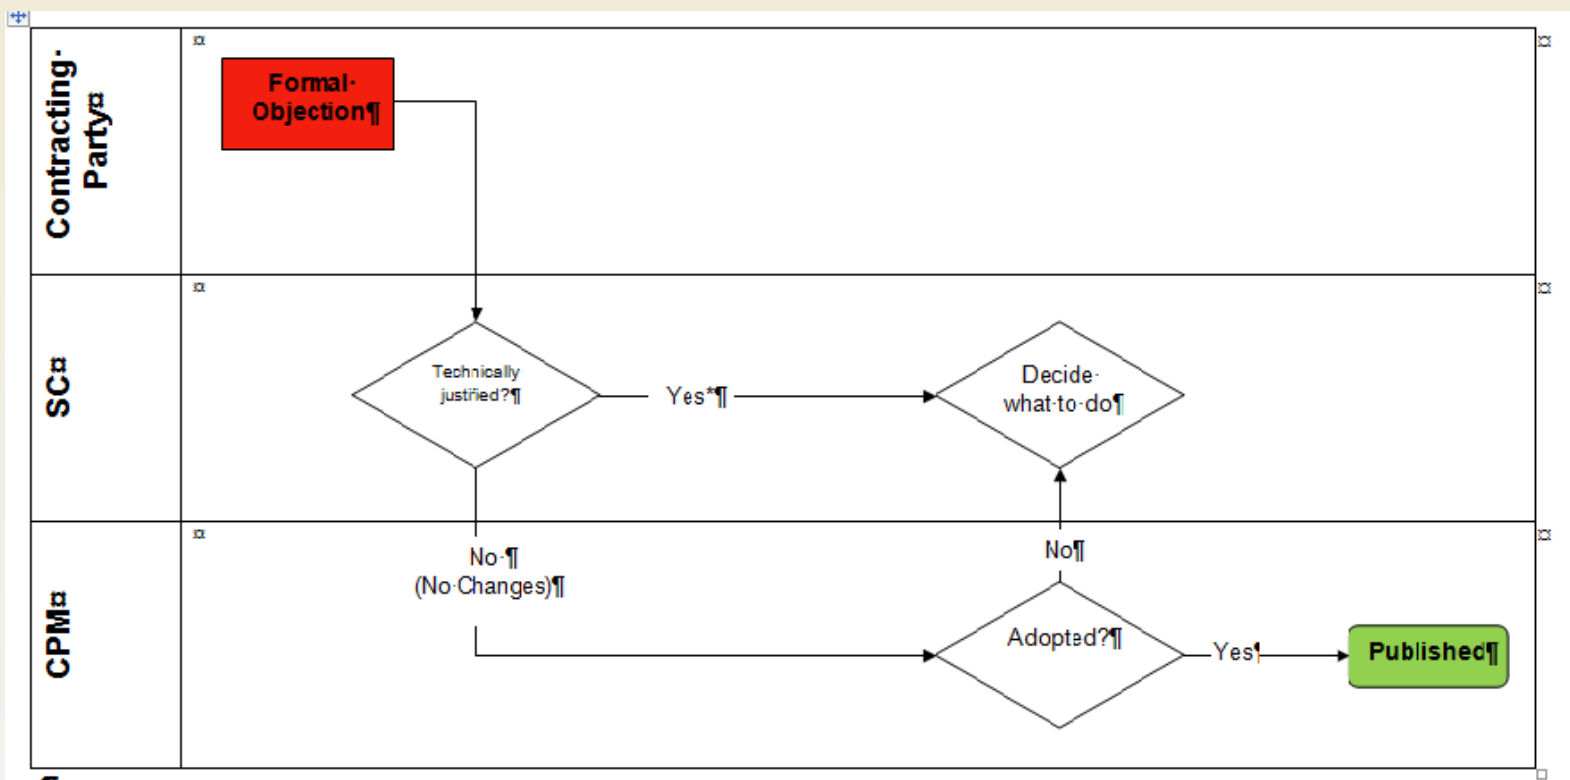 Contracting·
Party¤
¤
Formal·
Objection¶
¤
SC¤
¤
Technically
justified?¶
Yes*¶
Decide·
what·to·do¶
¤
CPM¤
¤
No·¶
(No·Changes)¶
No¶
Adopted?¶
Yes¶
Published¶
¤